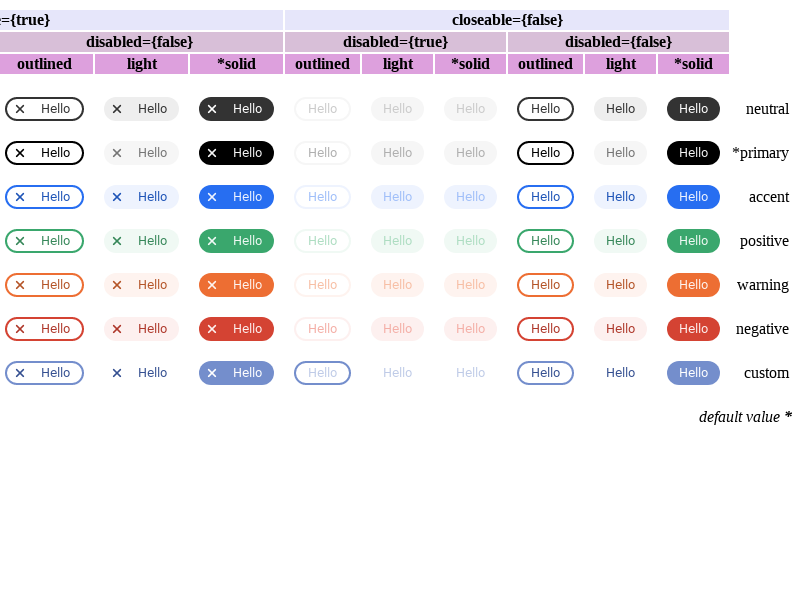 ={true} closeable={false}
disabled={false} disabled={true} disabled={false}
outlined light *solid outlined light *solid outlined light *solid
✕ Hello ✕ Hello ✕ Hello Hello Hello Hello Hello Hello Hello neutral
✕ Hello ✕ Hello ✕ Hello Hello Hello Hello Hello Hello Hello *primary
✕ Hello ✕ Hello ✕ Hello Hello Hello Hello Hello Hello Hello accent
✕ Hello ✕ Hello ✕ Hello Hello Hello Hello Hello Hello Hello positive
✕ Hello ✕ Hello ✕ Hello Hello Hello Hello Hello Hello Hello warning
✕ Hello ✕ Hello ✕ Hello Hello Hello Hello Hello Hello Hello negative
✕ Hello ✕ Hello ✕ Hello Hello Hello Hello Hello Hello Hello custom
default value *